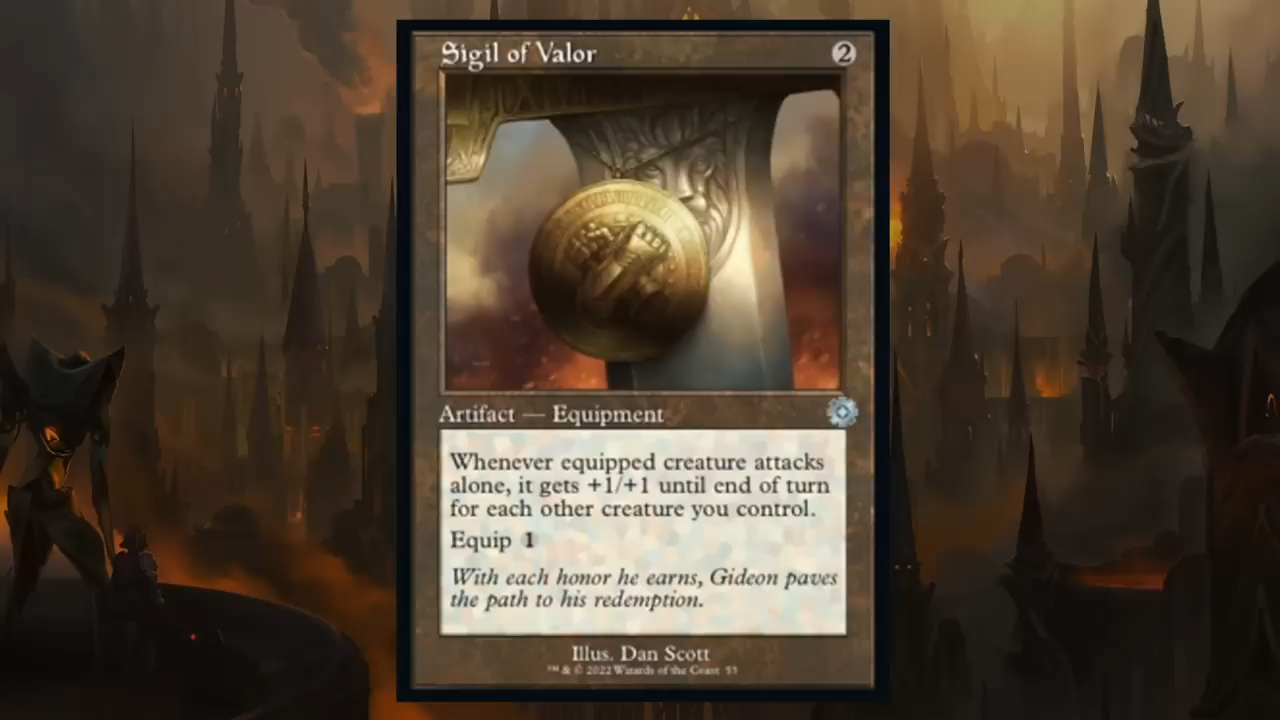 Sigil of Valor 2
Artifact — Equipment
Whenever equipped creature attacks
alone, it gets +1/+1 until end of turn
for each other creature you control.
Equip 1
With each honor he earns, Gideon paves
the path to his redemption.
Illus. Dan Scott
™ & © 2022 Wizards of the Coast 57